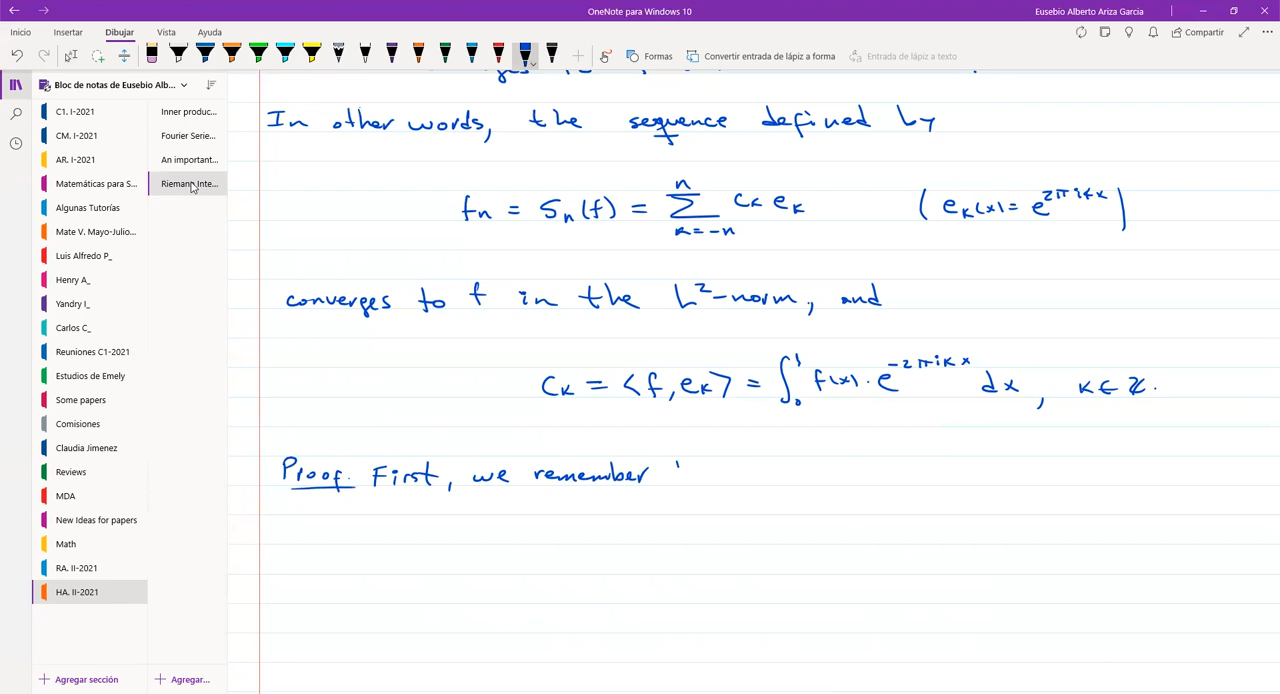 OneNote para Windows 10
Eusebio Alberto Ariza Garcia
Inicio Insertar Dibujar Vista Ayuda
Compartir
Formas
Convertir entrada de lápiz a forma
Entrada de lápiz a texto
Bloc de notas de Eusebio Alb...
C1. I-2021
CM. I-2021
AR. I-2021
Matemáticas para S...
Algunas Tutorías
Mate V. Mayo-Julio...
Luis Alfredo P_
Henry A_
Yandry I_
Carlos C_
Reuniones C1-2021
Estudios de Emely
Some papers
Comisiones
Claudia Jimenez
Reviews
MDA
New Ideas for papers
Math
RA. II-2021
HA. II-2021
Agregar sección
Inner produc...
Fourier Serie...
An important...
Riemann Inte...
Agregar...
In other words, the sequence defined by
fn = Sn(f) = ∑_{k=-n}^{n} ck ek ( ek(x) = e^{2πikx} )
converges to f in the L²-norm, and
ck = <f, ek> = ∫₀¹ f(x) · e^{-2πikx} dx, k ∈ ℤ.
Proof. First, we remember